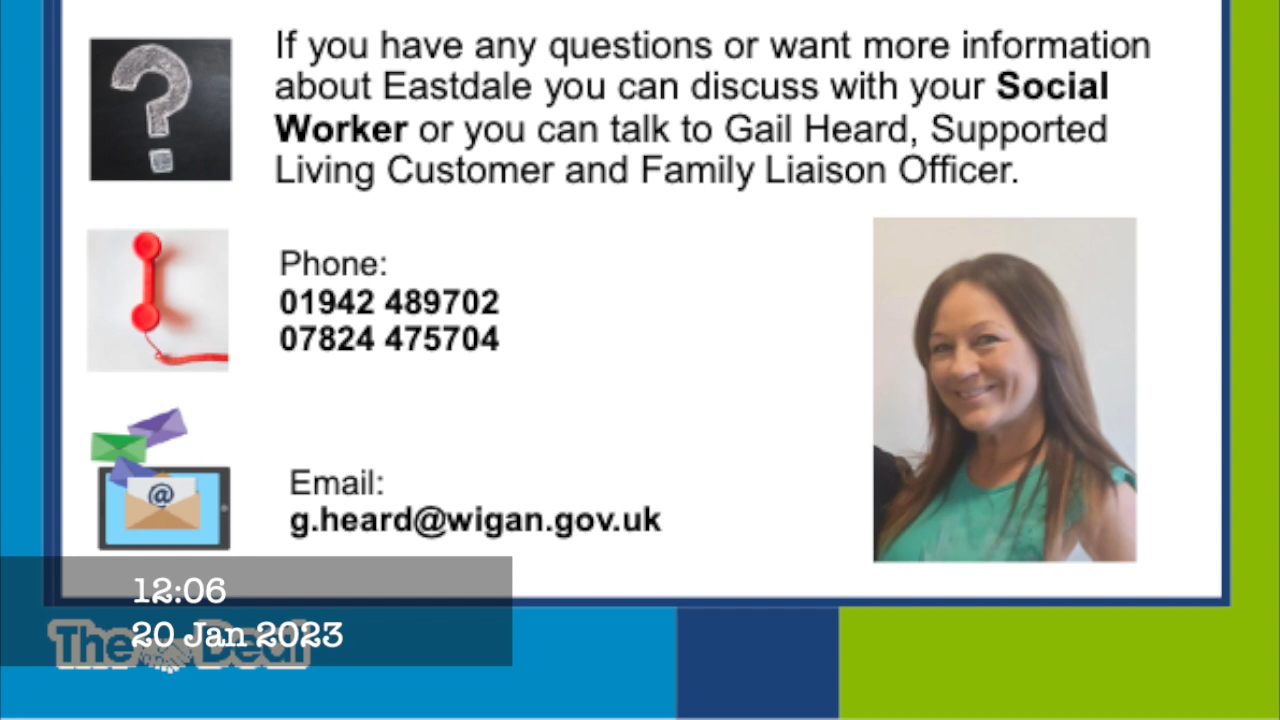 If you have any questions or want more information
about Eastdale you can discuss with your Social
Worker or you can talk to Gail Heard, Supported
Living Customer and Family Liaison Officer.
Phone:
01942 489702
07824 475704
@
Email:
g.heard@wigan.gov.uk
12:06
20 Jan 2023
The Deal